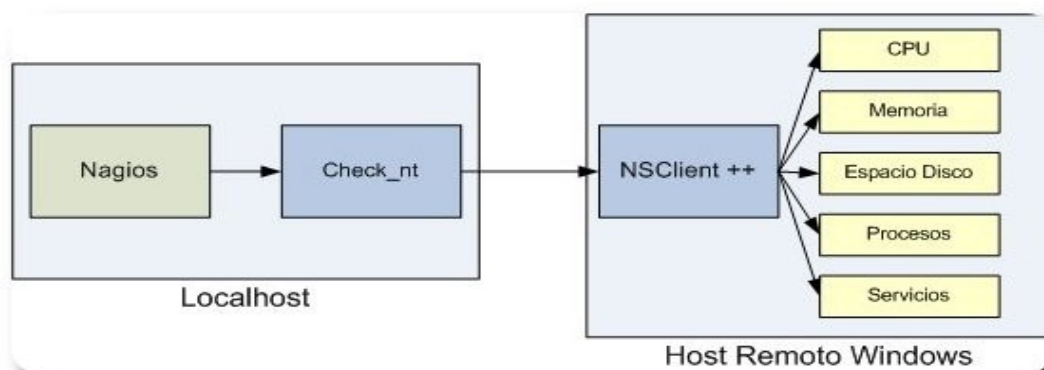 CPU
Memoria
Nagios
Check_nt
NSClient ++
Espacio Disco
Procesos
Servicios
Localhost
Host Remoto Windows